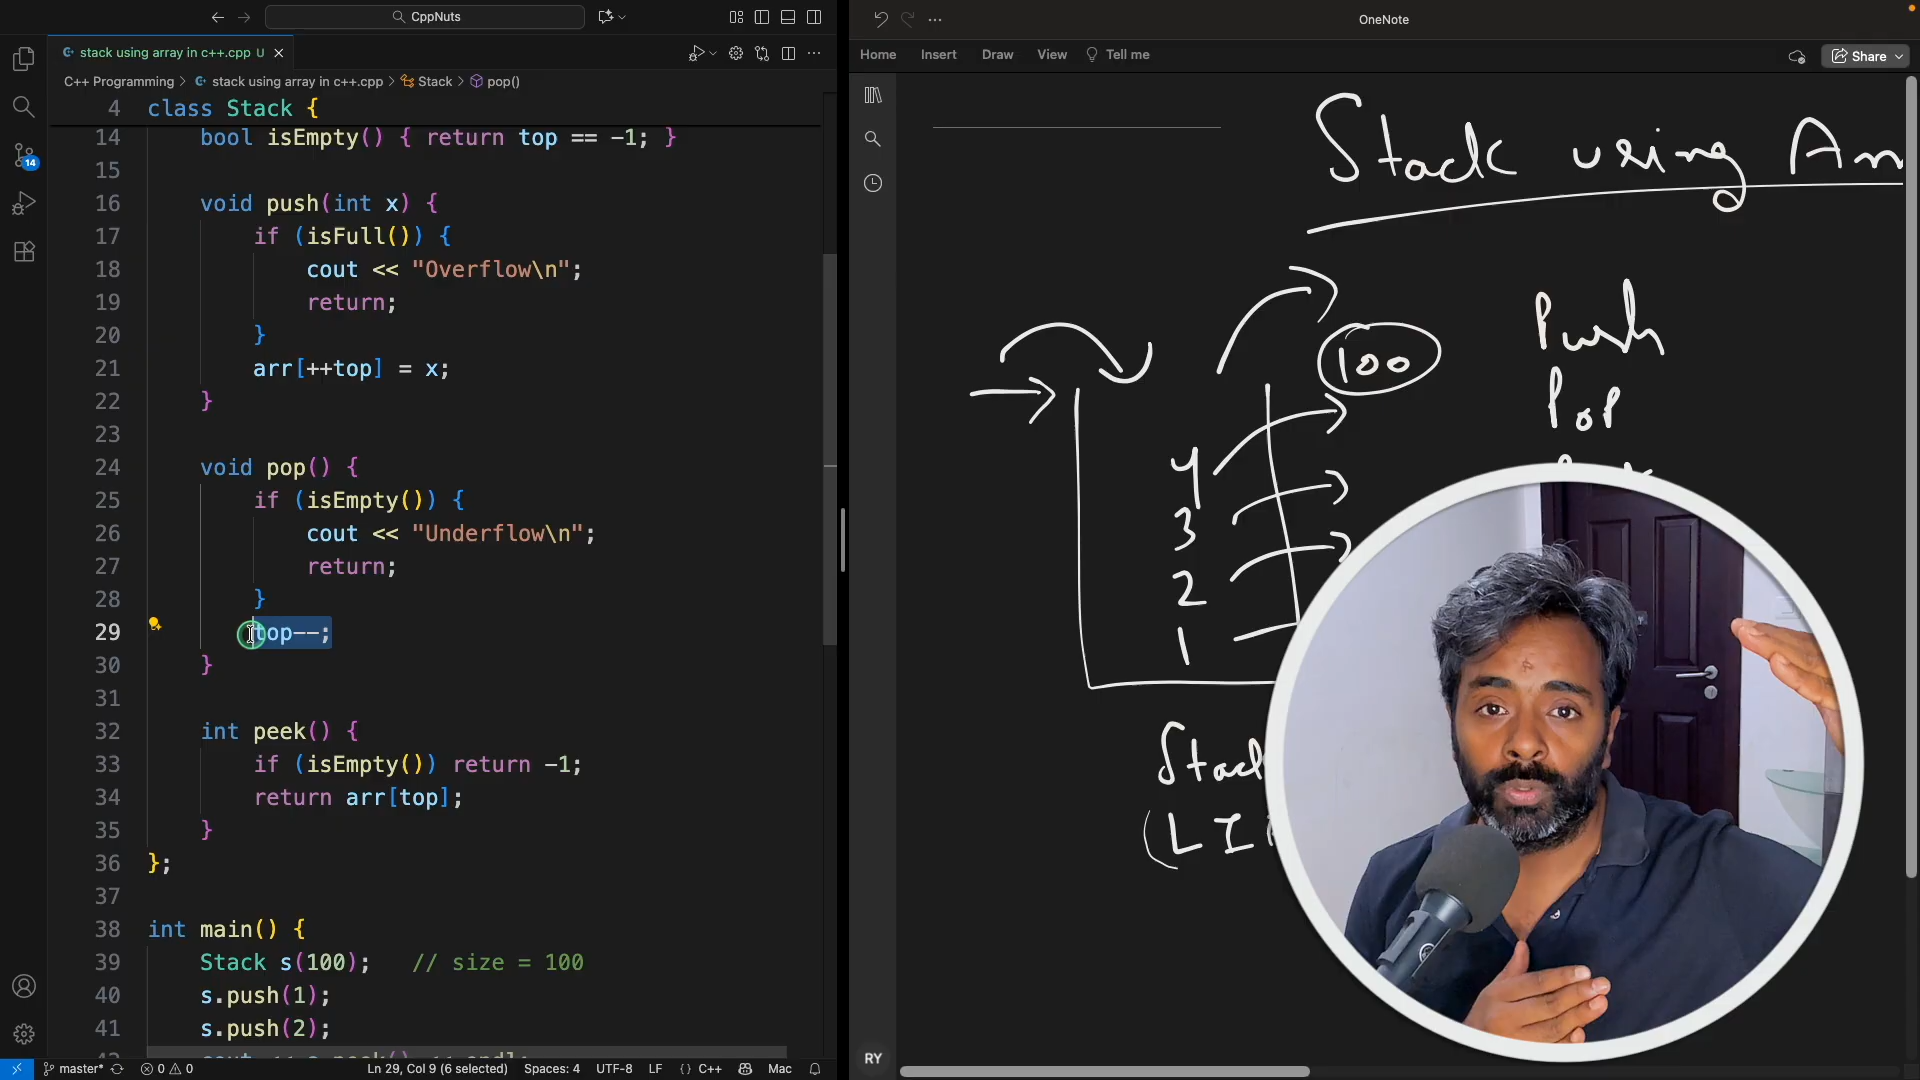 CppNuts
stack using array in c++.cpp U
C++ Programming > stack using array in c++.cpp > Stack > pop()
4 class Stack {
14 bool isEmpty() { return top == -1; }
15
16 void push(int x) {
17 if (isFull()) {
18 cout << "Overflow\n";
19 return;
20 }
21 arr[++top] = x;
22 }
23
24 void pop() {
25 if (isEmpty()) {
26 cout << "Underflow\n";
27 return;
28 }
29 top--;
30 }
31
32 int peek() {
33 if (isEmpty()) return -1;
34 return arr[top];
35 }
36 };
37
38 int main() {
39 Stack s(100); // size = 100
40 s.push(1);
41 s.push(2);
14
master*
0 0
Ln 29, Col 9 (6 selected)
Spaces: 4
UTF-8
LF
{} C++
Mac
OneNote
Home Insert Draw View Tell me
Share
Stack using
100
Push
Pop
4
3
2
1
RY